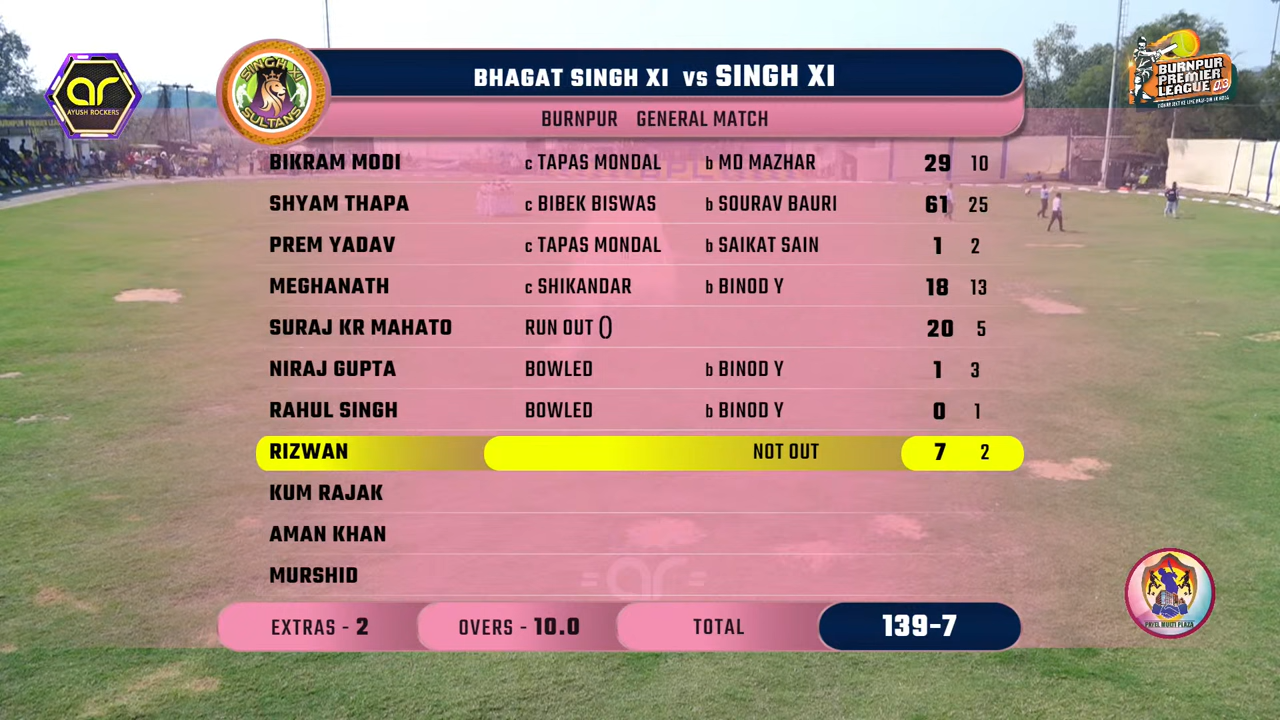 BHAGAT SINGH XI vs SINGH XI
BURNPUR GENERAL MATCH
ar
AYUSH ROCKERS
SINGH XI
SULTANS
BURNPUR
PREMIER
LEAGUE
BIKRAM MODI c TAPAS MONDAL b MD MAZHAR 29 10
SHYAM THAPA c BIBEK BISWAS b SOURAV BAURI 61 25
PREM YADAV c TAPAS MONDAL b SAIKAT SAIN 1 2
MEGHANATH c SHIKANDAR b BINOD Y 18 13
SURAJ KR MAHATO RUN OUT () 20 5
NIRAJ GUPTA BOWLED b BINOD Y 1 3
RAHUL SINGH BOWLED b BINOD Y 0 1
RIZWAN NOT OUT 7 2
KUM RAJAK
AMAN KHAN
MURSHID
ar
PAYEL MULTI PLAZA
EXTRAS - 2 OVERS - 10.0 TOTAL 139-7